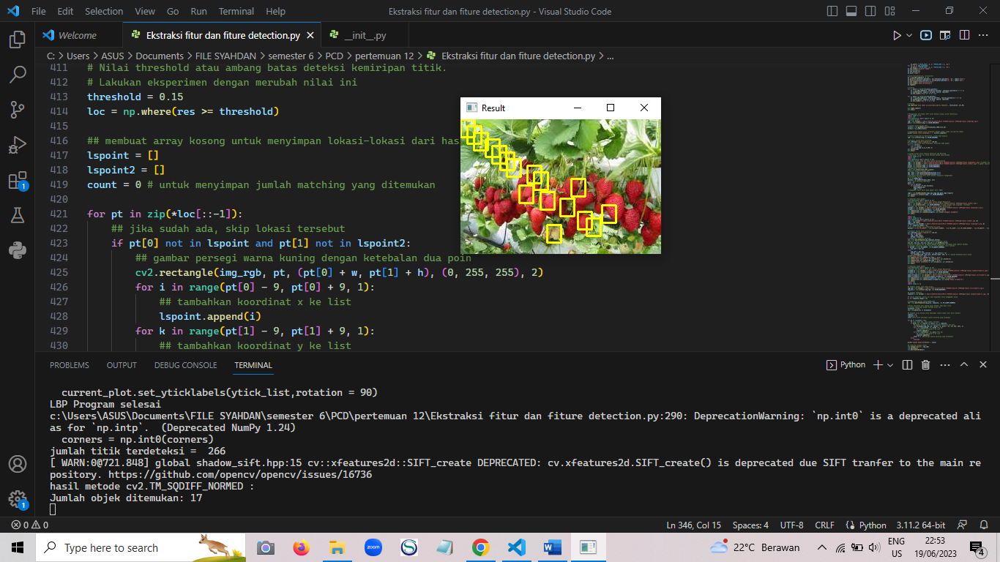 File Edit Selection View Go Run Terminal Help Ekstraksi fitur dan fiture detection.py - Visual Studio Code
Welcome Ekstraksi fitur dan fiture detection.py __init__.py
C: > Users > ASUS > Documents > FILE SYAHDAN > semester 6 > PCD > pertemuan 12 > Ekstraksi fitur dan fiture detection.py > ...
411 # Nilai threshold atau ambang batas deteksi kemiripan titik.
412 # Lakukan eksperimen dengan merubah nilai ini
413 threshold = 0.15
414 loc = np.where(res >= threshold)
415
416 ## membuat array kosong untuk menyimpan lokasi-lokasi dari has
417 lspoint = []
418 lspoint2 = []
419 count = 0 # untuk menyimpan jumlah matching yang ditemukan
420
421 for pt in zip(*loc[::-1]):
422 ## jika sudah ada, skip lokasi tersebut
423 if pt[0] not in lspoint and pt[1] not in lspoint2:
424 ## gambar persegi warna kuning dengan ketebalan dua poin
425 cv2.rectangle(img_rgb, pt, (pt[0] + w, pt[1] + h), (0, 255, 255), 2)
426 for i in range(pt[0] - 9, pt[0] + 9, 1):
427 ## tambahkan koordinat x ke list
428 lspoint.append(i)
429 for k in range(pt[1] - 9, pt[1] + 9, 1):
430 ## tambahkan koordinat y ke list
Result
PROBLEMS OUTPUT DEBUG CONSOLE TERMINAL Python
current_plot.set_yticklabels(ytick_list,rotation = 90)
LBP Program selesai
c:\Users\ASUS\Documents\FILE SYAHDAN\semester 6\PCD\pertemuan 12\Ekstraksi fitur dan fiture detection.py:290: DeprecationWarning: `np.int0` is a deprecated ali
as for `np.intp`.  (Deprecated NumPy 1.24)
corners = np.int0(corners)
jumlah titik terdeteksi =  266
[ WARN:0@721.848] global shadow_sift.hpp:15 cv::xfeatures2d::SIFT_create DEPRECATED: cv.xfeatures2d.SIFT_create() is deprecated due SIFT tranfer to the main re
pository. https://github.com/opencv/opencv/issues/16736
hasil metode cv2.TM_SQDIFF_NORMED :
Jumlah objek ditemukan: 17
1
1
0 0 Ln 346, Col 15 Spaces: 4 UTF-8 CRLF Python 3.11.2 64-bit
Type here to search zoom 22°C Berawan ENG US 22:53 19/06/2023 4